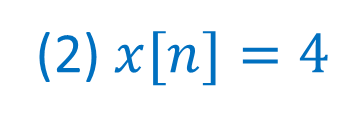 (2) x[n] = 4